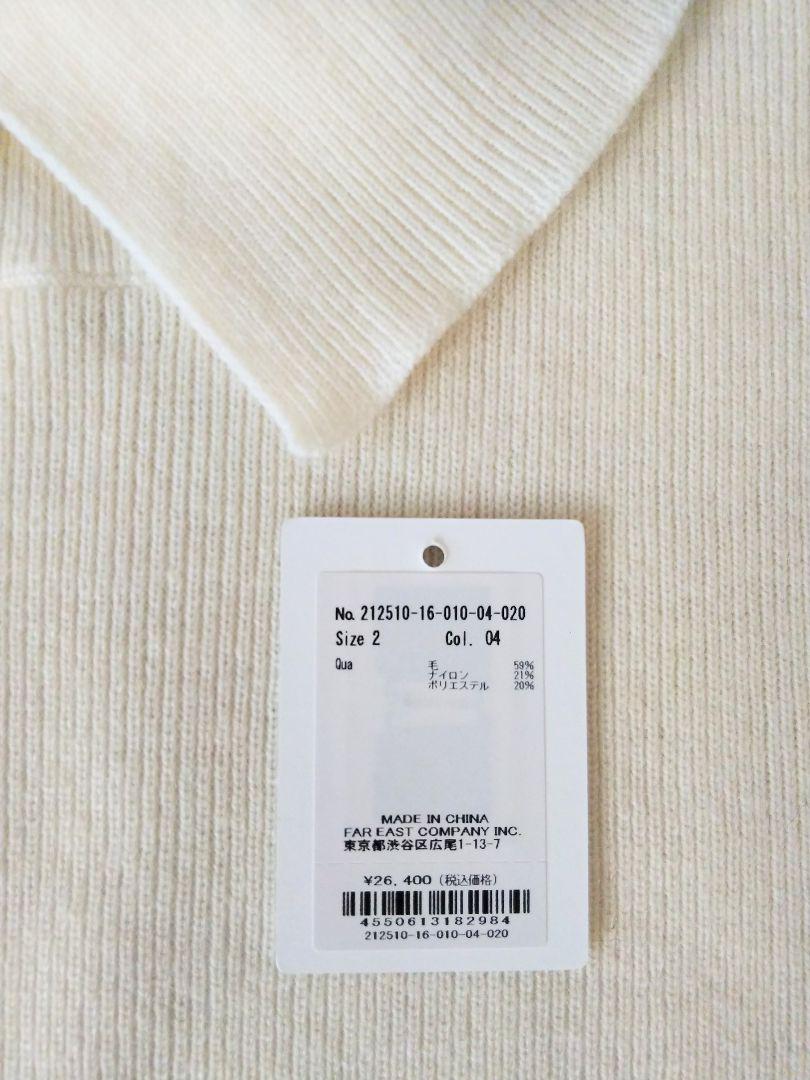 No. 212510-16-010-04-020
Size 2 Col. 04
Qua 毛 59%
ナイロン 21%
ポリエステル 20%
MADE IN CHINA
FAR EAST COMPANY INC.
東京都渋谷区広尾1-13-7
¥26,400 (税込価格)
4550613182984
212510-16-010-04-020